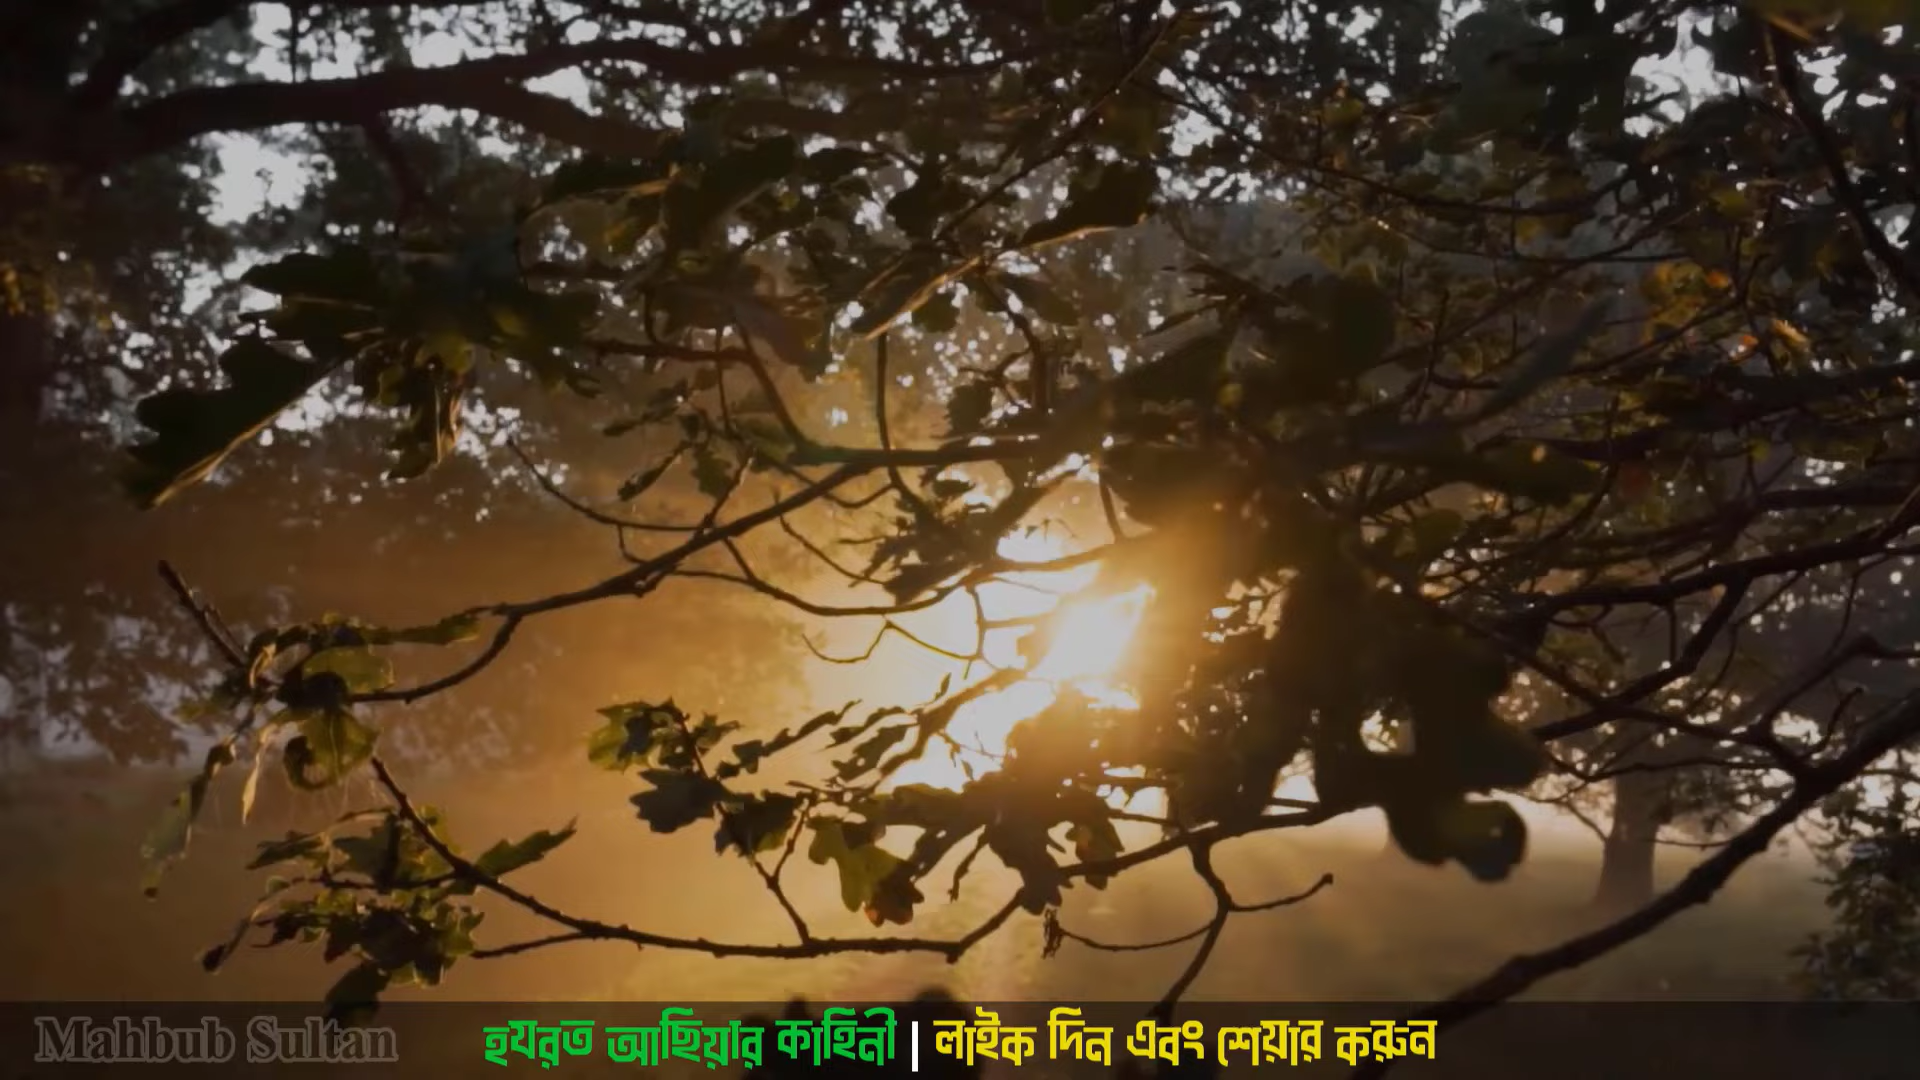 Mahbub Sultan হযরত আছিয়ার কাহিনী | লাইক দিন এবং শেয়ার করুন